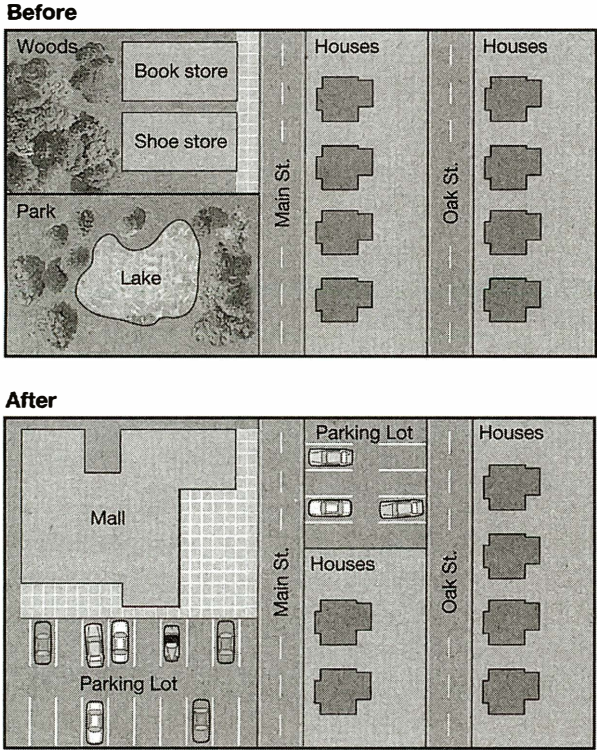 Before
Woods
Book store
Shoe store
Park
Lake
Main St.
Houses
Oak St.
Houses
After
Mall
Parking Lot
Main St.
Parking Lot
Houses
Oak St.
Houses